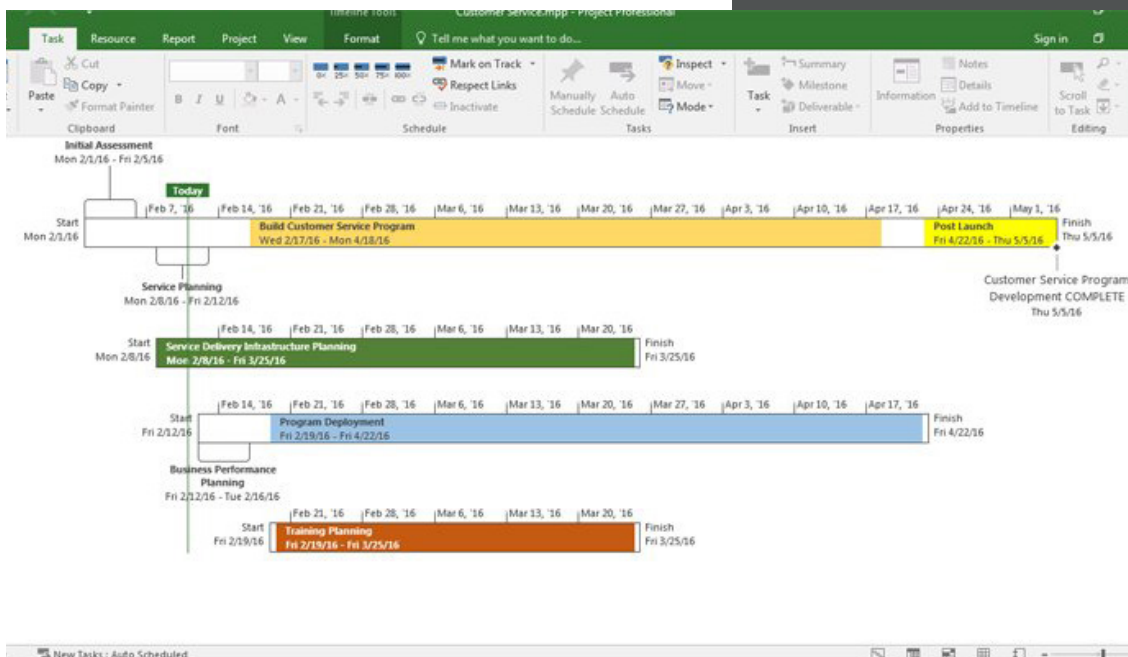 Timeline Tools
Customer Service.mpp - Project Professional
Task Resource Report Project View Format Tell me what you want to do... Sign in
Cut
Copy
Format Painter
Paste
Clipboard
B I U A
Font
0× 25× 50× 75× 100×
Mark on Track
Respect Links
Inactivate
Schedule
Manually Schedule
Auto Schedule
Inspect
Move
Mode
Tasks
Task
Summary
Milestone
Deliverable
Insert
Information
Notes
Details
Add to Timeline
Properties
Scroll to Task
Editing
Initial Assessment
Mon 2/1/16 - Fri 2/5/16
Today
Feb 7, '16 Feb 14, '16 Feb 21, '16 Feb 28, '16 Mar 6, '16 Mar 13, '16 Mar 20, '16 Mar 27, '16 Apr 3, '16 Apr 10, '16 Apr 17, '16 Apr 24, '16 May 1, '16
Start
Mon 2/1/16
Build Customer Service Program
Wed 2/17/16 - Mon 4/18/16
Post Launch
Fri 4/22/16 - Thu 5/5/16
Finish
Thu 5/5/16
Service Planning
Mon 2/8/16 - Fri 2/12/16
Customer Service Program
Development COMPLETE
Thu 5/5/16
Feb 14, '16 Feb 21, '16 Feb 28, '16 Mar 6, '16 Mar 13, '16 Mar 20, '16
Start
Mon 2/8/16
Service Delivery Infrastructure Planning
Mon 2/8/16 - Fri 3/25/16
Finish
Fri 3/25/16
Feb 14, '16 Feb 21, '16 Feb 28, '16 Mar 6, '16 Mar 13, '16 Mar 20, '16 Mar 27, '16 Apr 3, '16 Apr 10, '16 Apr 17, '16
Start
Fri 2/12/16
Program Deployment
Fri 2/19/16 - Fri 4/22/16
Finish
Fri 4/22/16
Business Performance
Planning
Fri 2/12/16 - Tue 2/16/16
Feb 21, '16 Feb 28, '16 Mar 6, '16 Mar 13, '16 Mar 20, '16
Start
Fri 2/19/16
Training Planning
Fri 2/19/16 - Fri 3/25/16
Finish
Fri 3/25/16
New Tasks : Auto Scheduled